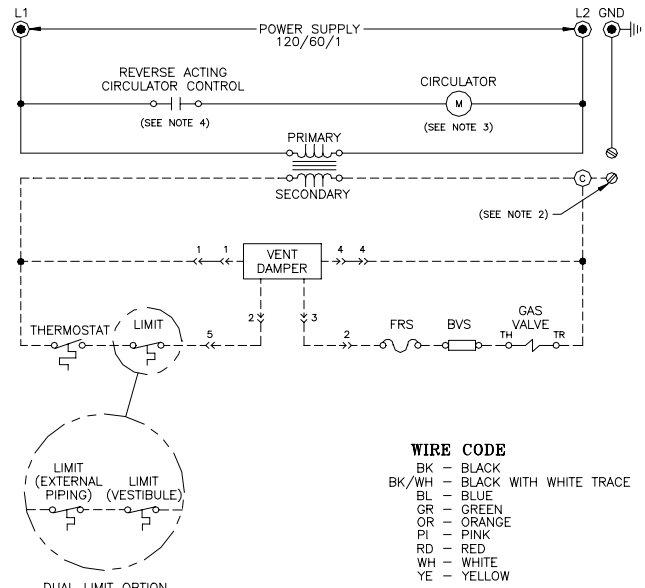 L1
L2 GND
POWER SUPPLY
120/60/1
REVERSE ACTING
CIRCULATOR CONTROL
(SEE NOTE 4)
CIRCULATOR
M
(SEE NOTE 3)
PRIMARY
SECONDARY
C
(SEE NOTE 2)
1 1
VENT
DAMPER
4 4
2
3
THERMOSTAT
LIMIT
5
2
FRS
BVS
GAS
VALVE
TH
TR
LIMIT
(EXTERNAL
PIPING)
LIMIT
(VESTIBULE)
DUAL LIMIT OPTION
WIRE CODE
BK – BLACK
BK/WH – BLACK WITH WHITE TRACE
BL – BLUE
GR – GREEN
OR – ORANGE
PI – PINK
RD – RED
WH – WHITE
YE – YELLOW